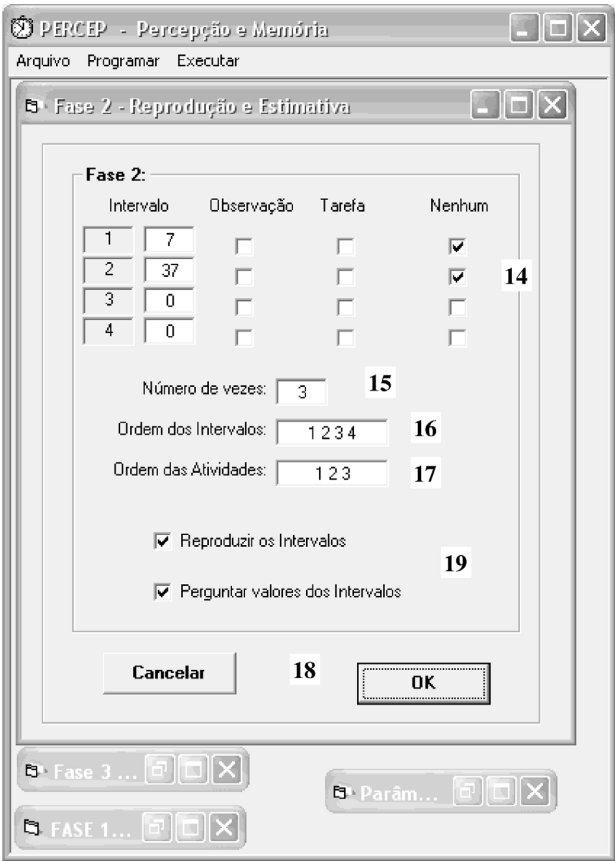 PERCEP - Percepção e Memória
Arquivo Programar Executar
Fase 2 - Reprodução e Estimativa
Fase 2:
Intervalo Observação Tarefa Nenhum
1 7
2 37 14
3 0
4 0
Número de vezes: 3 15
Ordem dos Intervalos: 1 2 3 4 16
Ordem das Atividades: 1 2 3 17
Reproduzir os Intervalos
19
Perguntar valores dos Intervalos
Cancelar 18 OK
Fase 3 ...
Parâm...
FASE 1...